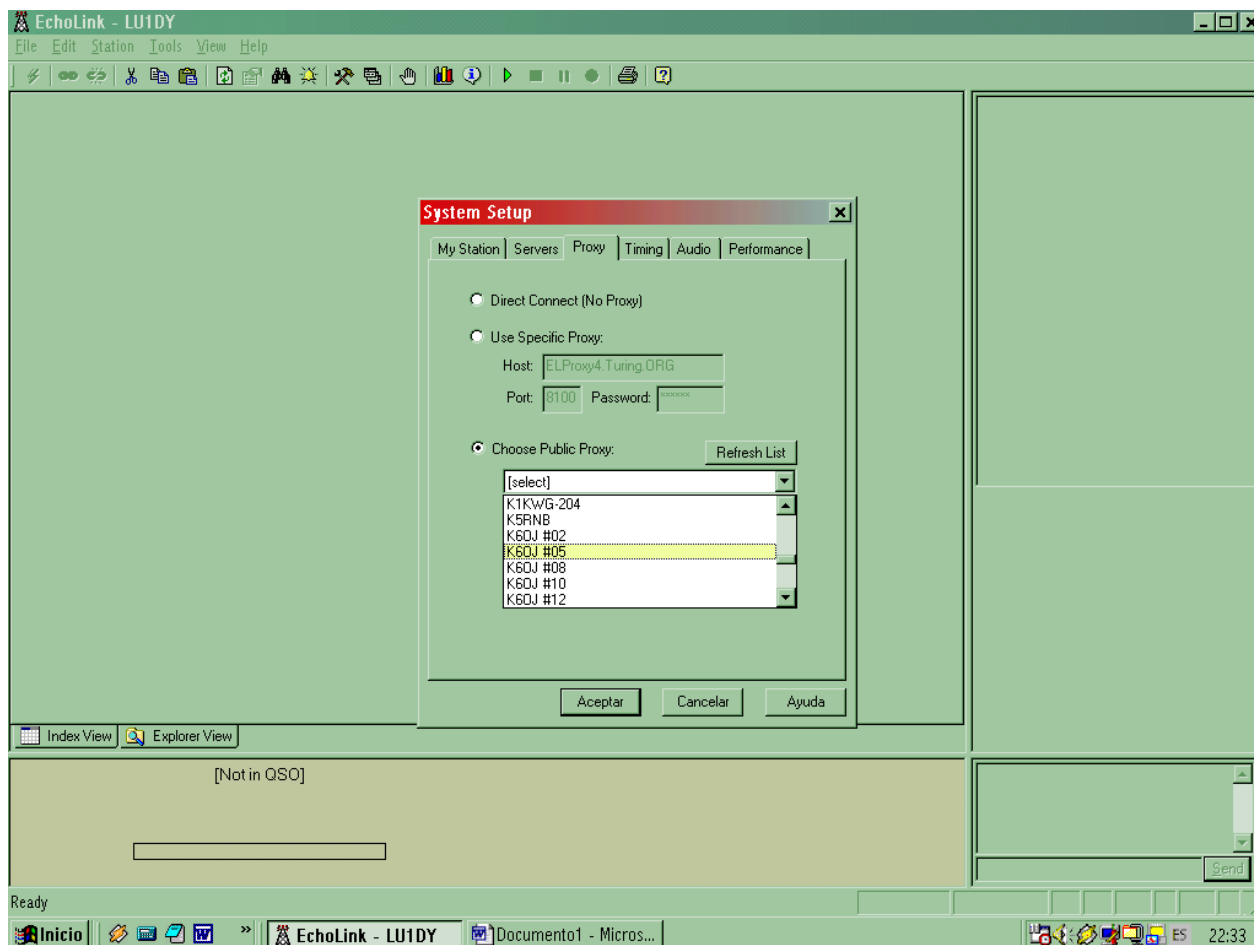 EchoLink - LU1DY
File Edit Station Tools View Help
System Setup
My Station Servers Proxy Timing Audio Performance
Direct Connect (No Proxy)
Use Specific Proxy:
Host: ELProxy4.Turing.ORG
Port: 8100 Password: ××××××
Choose Public Proxy: Refresh List
[select]
K1KWG-204
K5RNB
K6OJ #02
K6OJ #05
K6OJ #08
K6OJ #10
K6OJ #12
Aceptar Cancelar Ayuda
Index View Explorer View
[Not in QSO]
Send
Ready
Inicio » EchoLink - LU1DY Documento1 - Micros... ES 22:33